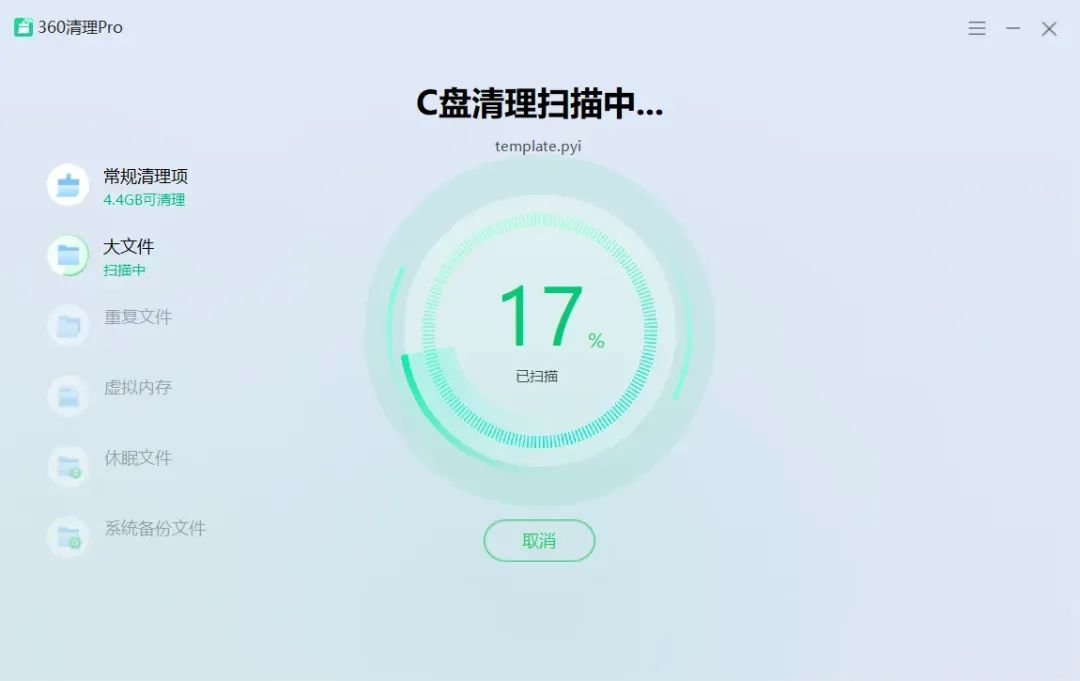 360清理Pro
C盘清理扫描中...
template.pyi
常规清理项
4.4GB可清理
大文件
扫描中
重复文件
虚拟内存
休眠文件
系统备份文件
17%
已扫描
取消